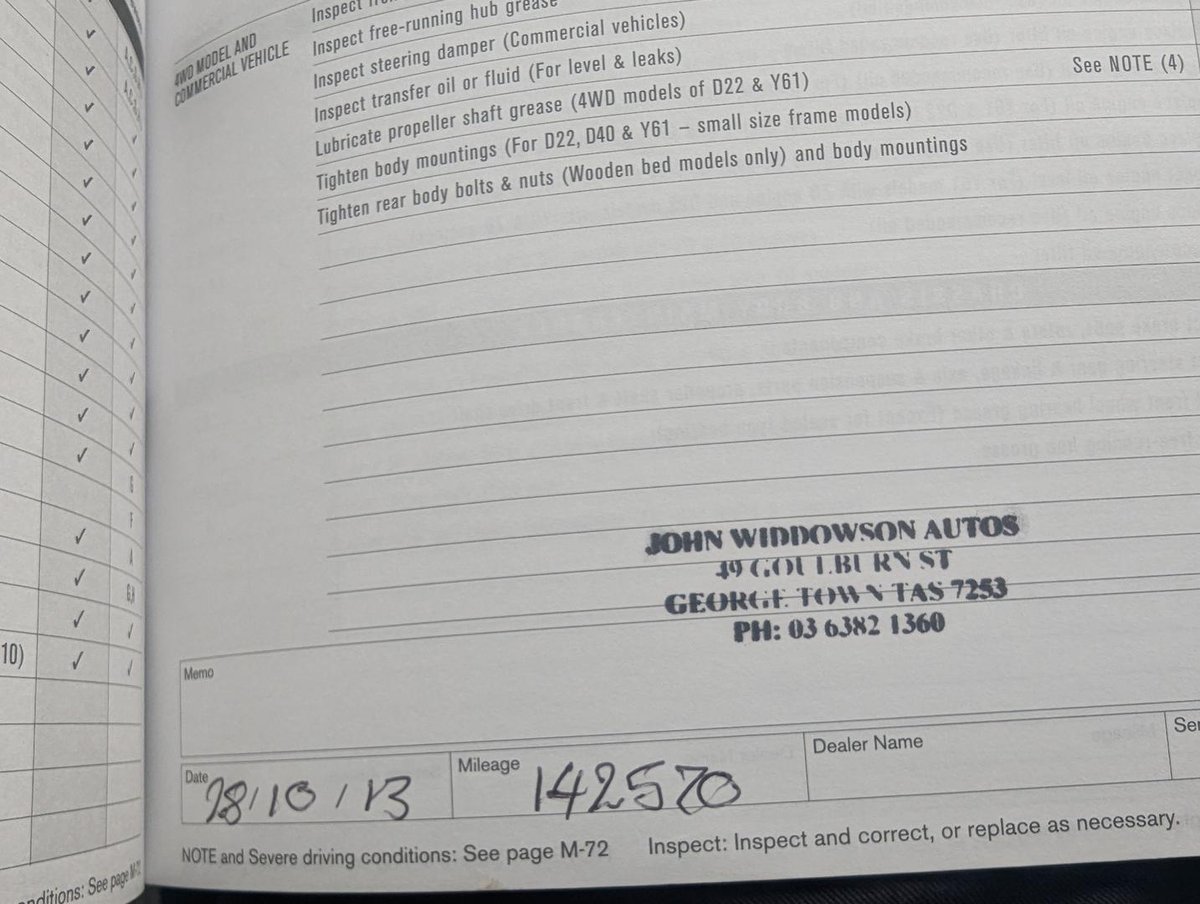 Inspect
4WD MODEL AND
COMMERCIAL VEHICLE
Inspect free-running hub grease
Inspect steering damper (Commercial vehicles)
Inspect transfer oil or fluid (For level & leaks)
Lubricate propeller shaft grease (4WD models of D22 & Y61)
See NOTE (4)
Tighten body mountings (For D22, D40 & Y61 – small size frame models)
Tighten rear body bolts & nuts (Wooden bed models only) and body mountings
JOHN WIDDOWSON AUTOS
49 GOULBURN ST
GEORGE TOWN TAS 7253
PH: 03 6382 1360
10)
Memo
Date 28/10/13
Mileage 142570
Dealer Name
NOTE and Severe driving conditions: See page M-72
Inspect: Inspect and correct, or replace as necessary.
nditions: See page